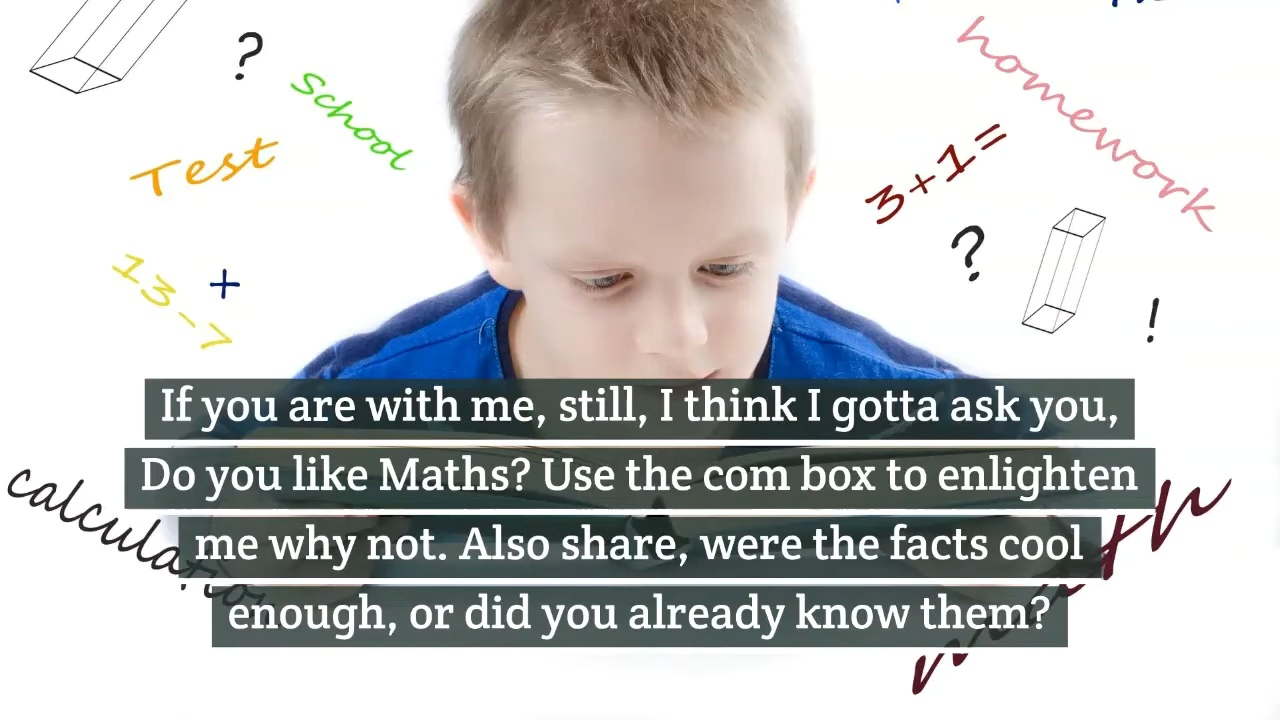 ?
School
Test
homework
3+1=
?
13-7
+
!
If you are with me, still, I think I gotta ask you,
Do you like Maths? Use the com box to enlighten
me why not. Also share, were the facts cool
enough, or did you already know them?
calculation
math